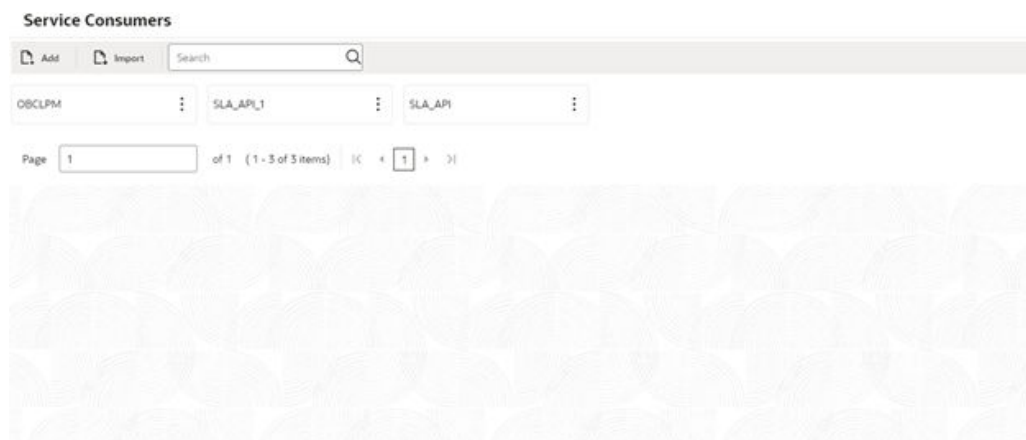 Service Consumers
Add Import Search
OBCLPM SLA_API_1 SLA_API
Page 1 of 1 (1 - 3 of 3 items) 1